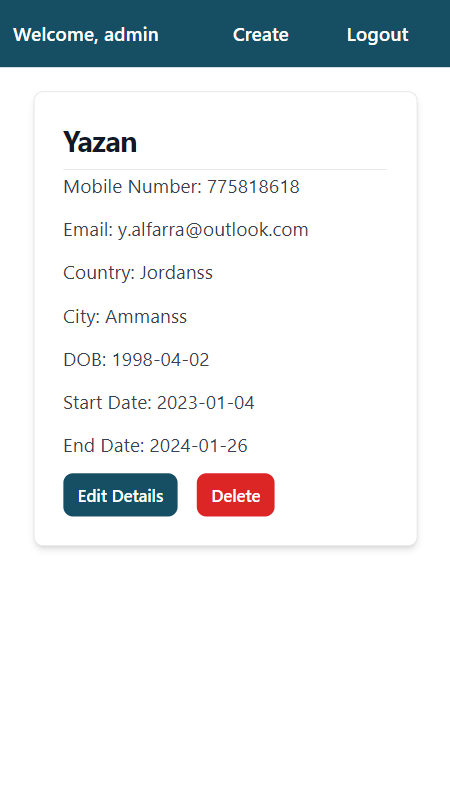 Welcome, admin Create Logout
Yazan
Mobile Number: 775818618
Email: y.alfarra@outlook.com
Country: Jordanss
City: Ammanss
DOB: 1998-04-02
Start Date: 2023-01-04
End Date: 2024-01-26
Edit Details Delete